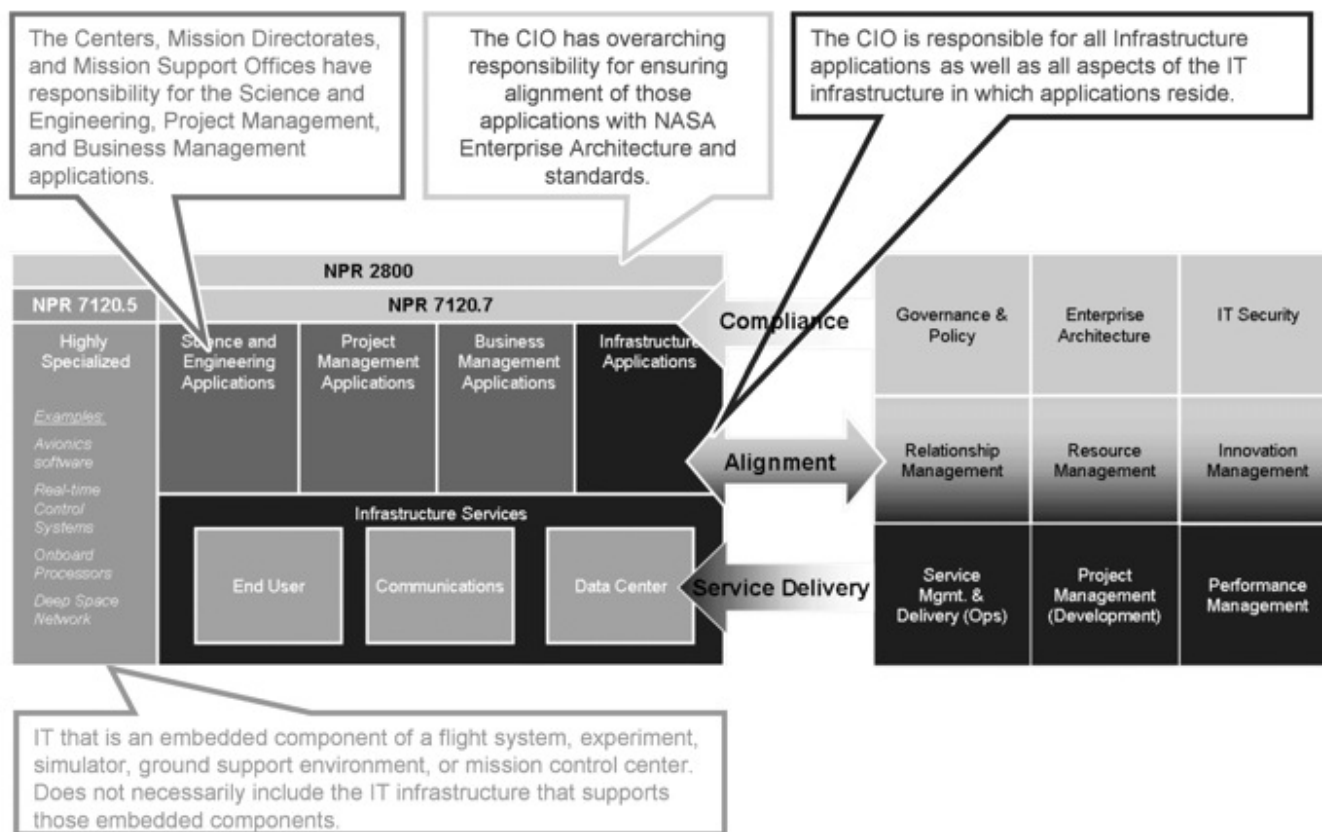 The Centers, Mission Directorates,
and Mission Support Offices have
responsibility for the Science and
Engineering, Project Management,
and Business Management
applications.
The CIO has overarching
responsibility for ensuring
alignment of those
applications with NASA
Enterprise Architecture and
standards.
The CIO is responsible for all Infrastructure
applications as well as all aspects of the IT
infrastructure in which applications reside.
NPR 2800
NPR 7120.5
NPR 7120.7
Highly
Specialized
Examples:
Avionics
software
Real-time
Control
Systems
Onboard
Processors
Deep Space
Network
Science and
Engineering
Applications
Project
Management
Applications
Business
Management
Applications
Infrastructure
Applications
Infrastructure Services
End User
Communications
Data Center
Compliance
Alignment
Service Delivery
Governance &
Policy
Enterprise
Architecture
IT Security
Relationship
Management
Resource
Management
Innovation
Management
Service
Mgmt. &
Delivery (Ops)
Project
Management
(Development)
Performance
Management
IT that is an embedded component of a flight system, experiment,
simulator, ground support environment, or mission control center.
Does not necessarily include the IT infrastructure that supports
those embedded components.